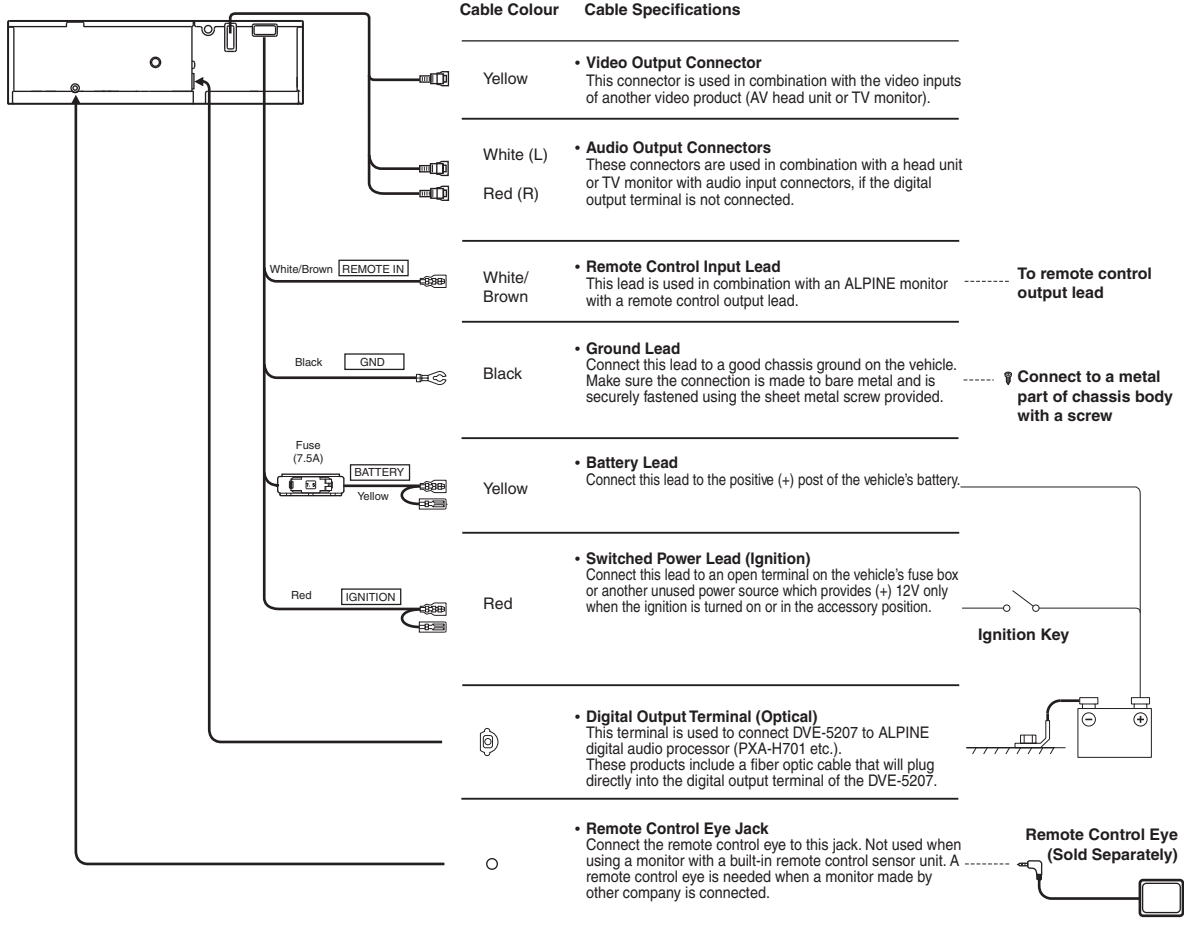 Cable Colour Cable Specifications
Yellow
• Video Output Connector
This connector is used in combination with the video inputs
of another video product (AV head unit or TV monitor).
White (L)
Red (R)
• Audio Output Connectors
These connectors are used in combination with a head unit
or TV monitor with audio input connectors, if the digital
output terminal is not connected.
White/Brown REMOTE IN
White/
Brown
• Remote Control Input Lead
This lead is used in combination with an ALPINE monitor
with a remote control output lead.
To remote control
output lead
Black GND
Black
• Ground Lead
Connect this lead to a good chassis ground on the vehicle.
Make sure the connection is made to bare metal and is
securely fastened using the sheet metal screw provided.
Connect to a metal
part of chassis body
with a screw
Fuse
(7.5A)
BATTERY
Yellow
Yellow
• Battery Lead
Connect this lead to the positive (+) post of the vehicle's battery.
Red IGNITION
Red
• Switched Power Lead (Ignition)
Connect this lead to an open terminal on the vehicle's fuse box
or another unused power source which provides (+) 12V only
when the ignition is turned on or in the accessory position.
Ignition Key
• Digital Output Terminal (Optical)
This terminal is used to connect DVE-5207 to ALPINE
digital audio processor (PXA-H701 etc.).
These products include a fiber optic cable that will plug
directly into the digital output terminal of the DVE-5207.
• Remote Control Eye Jack
Connect the remote control eye to this jack. Not used when
using a monitor with a built-in remote control sensor unit. A
remote control eye is needed when a monitor made by
other company is connected.
Remote Control Eye
(Sold Separately)